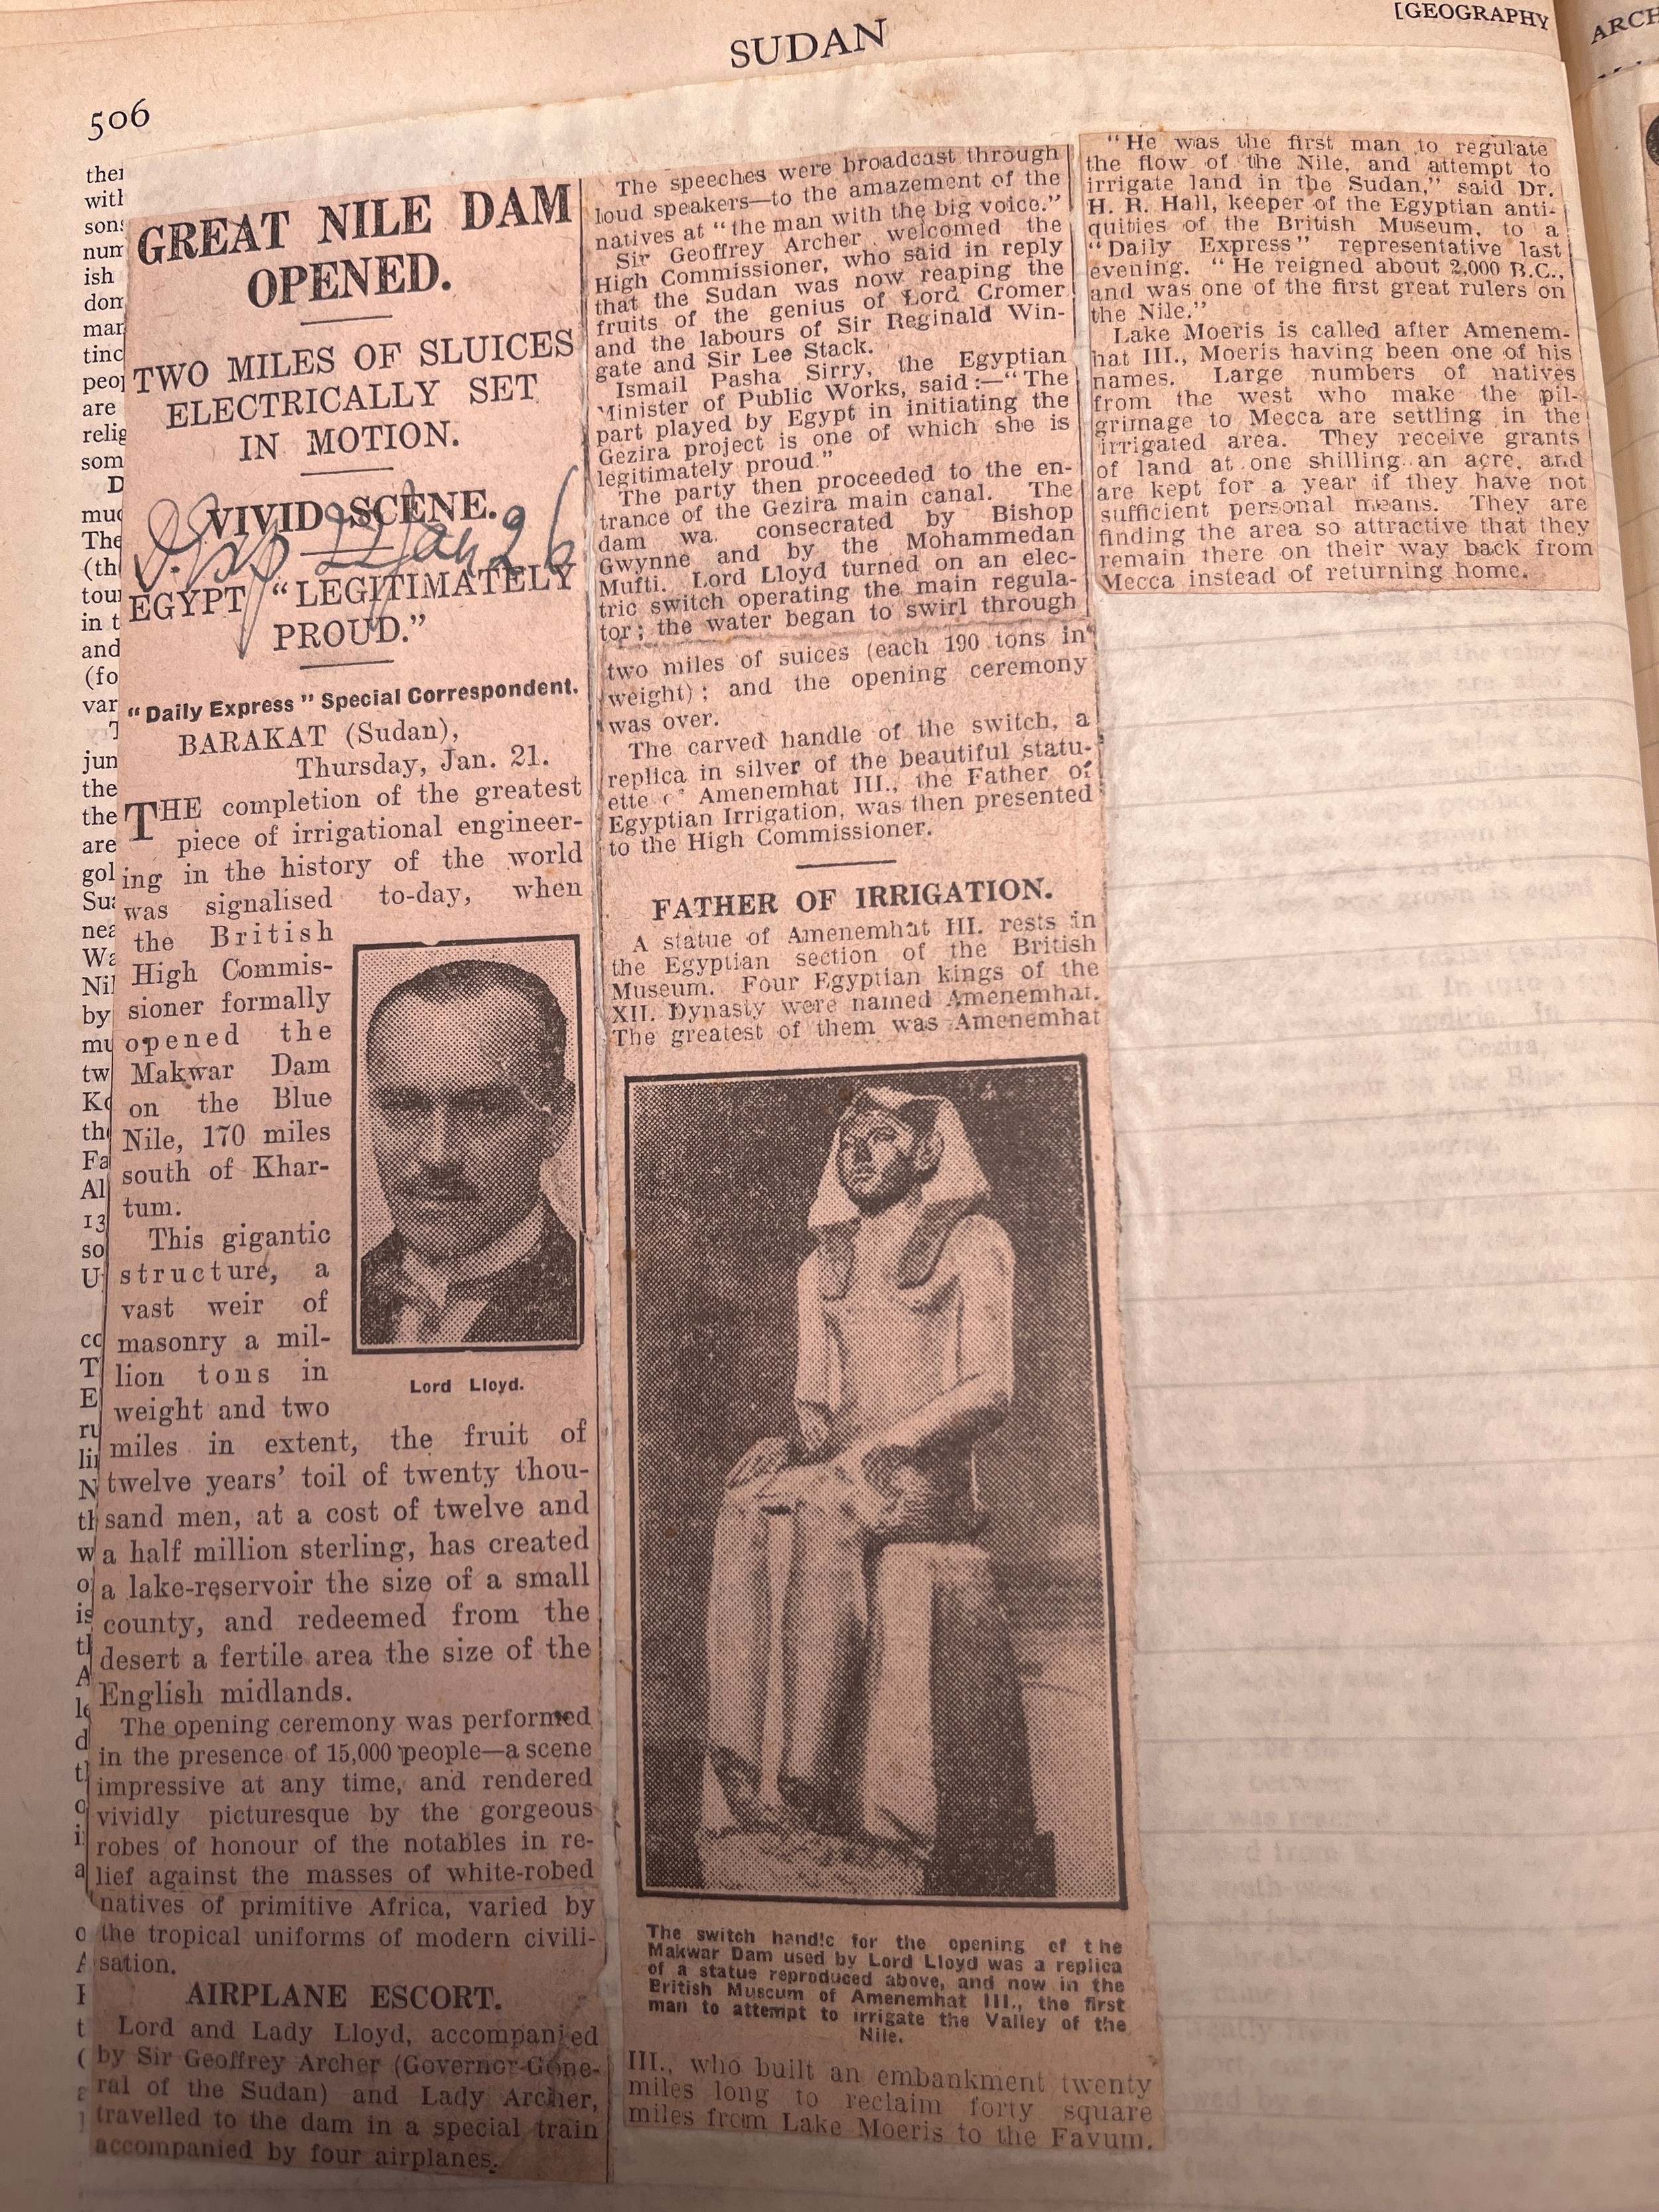 SUDAN
[GEOGRAPHY
506
GREAT NILE DAM
OPENED.
TWO MILES OF SLUICES
ELECTRICALLY SET
IN MOTION.
VIVID SCENE.
22 Jan 26
EGYPT "LEGITIMATELY
PROUD."
"Daily Express" Special Correspondent.
BARAKAT (Sudan),
Thursday, Jan. 21.
THE completion of the greatest
piece of irrigational engineer-
ing in the history of the world
was signalised to-day, when
the British
High Commis-
sioner formally
opened the
Makwar Dam
on the Blue
Nile, 170 miles
south of Khar-
tum.
This gigantic
structure, a
vast weir of
masonry a mil-
lion tons in
weight and two
miles in extent, the fruit of
twelve years' toil of twenty thou-
sand men, at a cost of twelve and
a half million sterling, has created
a lake-reservoir the size of a small
county, and redeemed from the
desert a fertile area the size of the
English midlands.
Lord Lloyd.
The opening ceremony was performed
in the presence of 15,000 people—a scene
impressive at any time, and rendered
vividly picturesque by the gorgeous
robes of honour of the notables in re-
lief against the masses of white-robed
natives of primitive Africa, varied by
the tropical uniforms of modern civili-
sation.
AIRPLANE ESCORT.
Lord and Lady Lloyd, accompanied
by Sir Geoffrey Archer (Governor-Gene-
ral of the Sudan) and Lady Archer,
travelled to the dam in a special train
accompanied by four airplanes.
The speeches were broadcast through
loud speakers—to the amazement of the
natives at "the man with the big voice."
Sir Geoffrey Archer welcomed the
High Commissioner, who said in reply
that the Sudan was now reaping the
fruits of the genius of Lord Cromer
and the labours of Sir Reginald Win-
gate and Sir Lee Stack.
Ismail Pasha Sirry, the Egyptian
Minister of Public Works, said:—"The
part played by Egypt in initiating the
Gezira project is one of which she is
legitimately proud."
The party then proceeded to the en-
trance of the Gezira main canal. The
dam wa. consecrated by Bishop
Gwynne and by the Mohammedan
Mufti. Lord Lloyd turned on an elec-
tric switch operating the main regula-
tor; the water began to swirl through
two miles of suices (each 190 tons in
weight); and the opening ceremony
was over.
The carved handle of the switch, a
replica in silver of the beautiful statu-
ette of Amenemhat III., the Father of
Egyptian Irrigation, was then presented
to the High Commissioner.
FATHER OF IRRIGATION.
A statue of Amenemhat III. rests in
the Egyptian section of the British
Museum. Four Egyptian kings of the
XII. Dynasty were named Amenemhat.
The greatest of them was Amenemhat
The switch handle for the opening of the
Makwar Dam used by Lord Lloyd was a replica
of a statue reproduced above, and now in the
British Museum of Amenemhat III., the first
man to attempt to irrigate the Valley of the
Nile.
III., who built an embankment twenty
miles long to reclaim forty square
miles from Lake Moeris to the Fayum.
"He was the first man to regulate
the flow of the Nile, and attempt to
irrigate land in the Sudan," said Dr.
H. R. Hall, keeper of the Egyptian anti-
quities of the British Museum, to a
"Daily Express" representative last
evening. "He reigned about 2,000 B.C.,
and was one of the first great rulers on
the Nile."
Lake Moeris is called after Amenem-
hat III., Moeris having been one of his
names. Large numbers of natives
from the west who make the pil-
grimage to Mecca are settling in the
irrigated area. They receive grants
of land at one shilling an acre, and
are kept for a year if they have not
sufficient personal means. They are
finding the area so attractive that they
remain there on their way back from
Mecca instead of returning home.